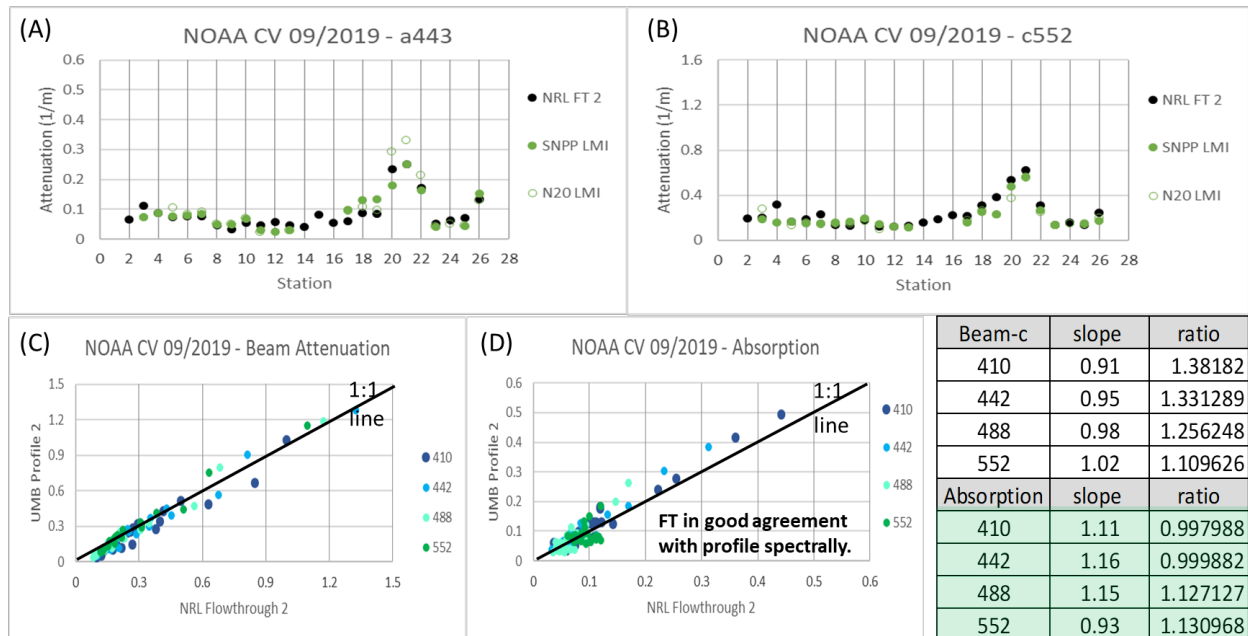 (A)
NOAA CV 09/2019 - a443
Attenuation (1/m)
0.6
0.5
0.4
0.3
0.2
0.1
0
0 2 4 6 8 10 12 14 16 18 20 22 24 26 28
Station
NRL FT 2
SNPP LMI
N20 LMI
(B)
NOAA CV 09/2019 - c552
Attenuation (1/m)
1.6
1.2
0.8
0.4
0
0 2 4 6 8 10 12 14 16 18 20 22 24 26 28
Station
NRL FT 2
SNPP LMI
N20 LMI
(C)
NOAA CV 09/2019 - Beam Attenuation
UMB Profile 2
1.5
1.2
0.9
0.6
0.3
0
0 0.3 0.6 0.9 1.2 1.5
NRL Flowthrough 2
1:1
line
410
442
488
552
(D)
NOAA CV 09/2019 - Absorption
UMB Profile 2
0.6
0.5
0.4
0.3
0.2
0.1
0
0 0.1 0.2 0.3 0.4 0.5 0.6
NRL Flowthrough 2
1:1
line
FT in good agreement
with profile spectrally.
410
442
488
552
Beam-c slope ratio
410 0.91 1.38182
442 0.95 1.331289
488 0.98 1.256248
552 1.02 1.109626
Absorption slope ratio
410 1.11 0.997988
442 1.16 0.999882
488 1.15 1.127127
552 0.93 1.130968